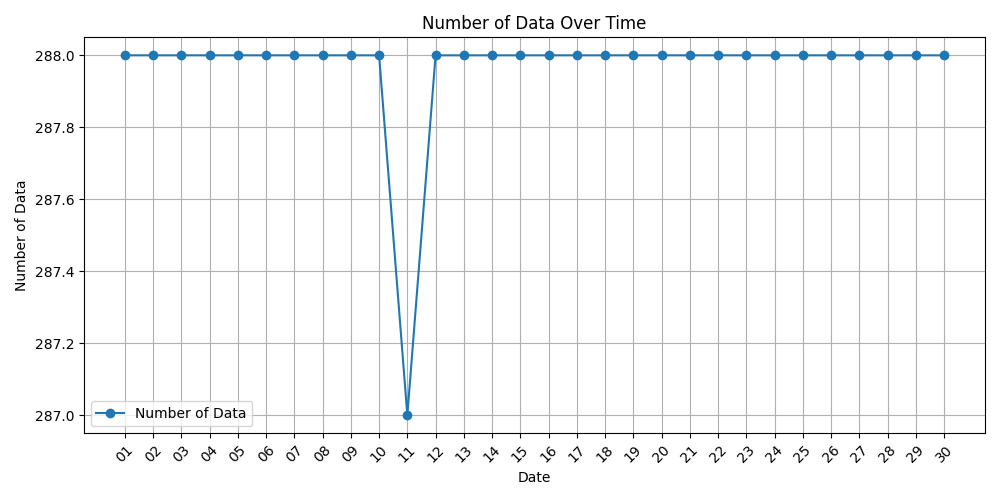 Number of Data Over Time
Number of Data
288.0
287.8
287.6
287.4
287.2
287.0
Number of Data
01 02 03 04 05 06 07 08 09 10 11 12 13 14 15 16 17 18 19 20 21 22 23 24 25 26 27 28 29 30
Date